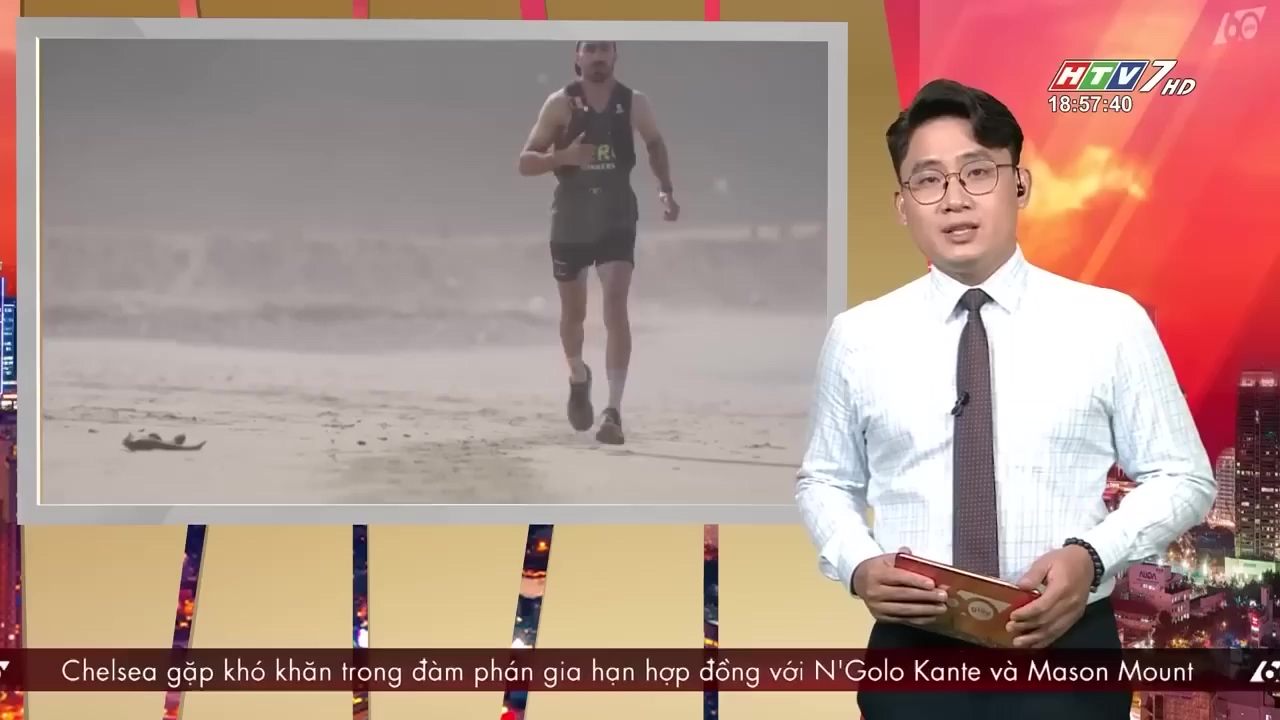 60
HTV7 HD
18:57:40
Chelsea gặp khó khăn trong đàm phán gia hạn hợp đồng với N'Golo Kante và Mason Mount